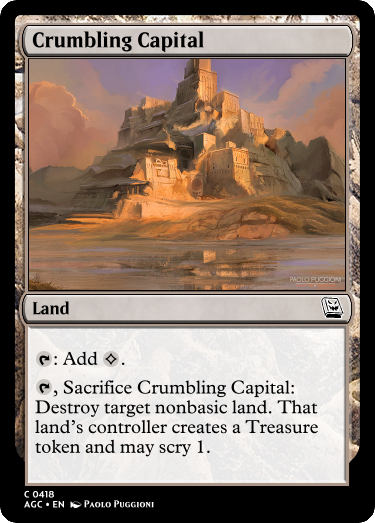 Crumbling Capital
PAOLO PUGGIONI
Land
: Add .
, Sacrifice Crumbling Capital:
Destroy target nonbasic land. That
land's controller creates a Treasure
token and may scry 1.
C 0418
AGC • EN Paolo Puggioni